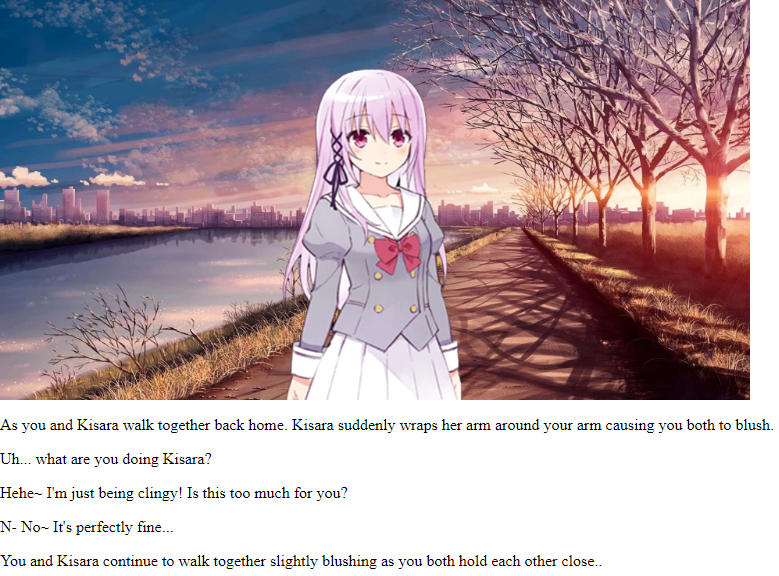 As you and Kisara walk together back home. Kisara suddenly wraps her arm around your arm causing you both to blush.
Uh... what are you doing Kisara?
Hehe~ I'm just being clingy! Is this too much for you?
N- No~ It's perfectly fine...
You and Kisara continue to walk together slightly blushing as you both hold each other close..